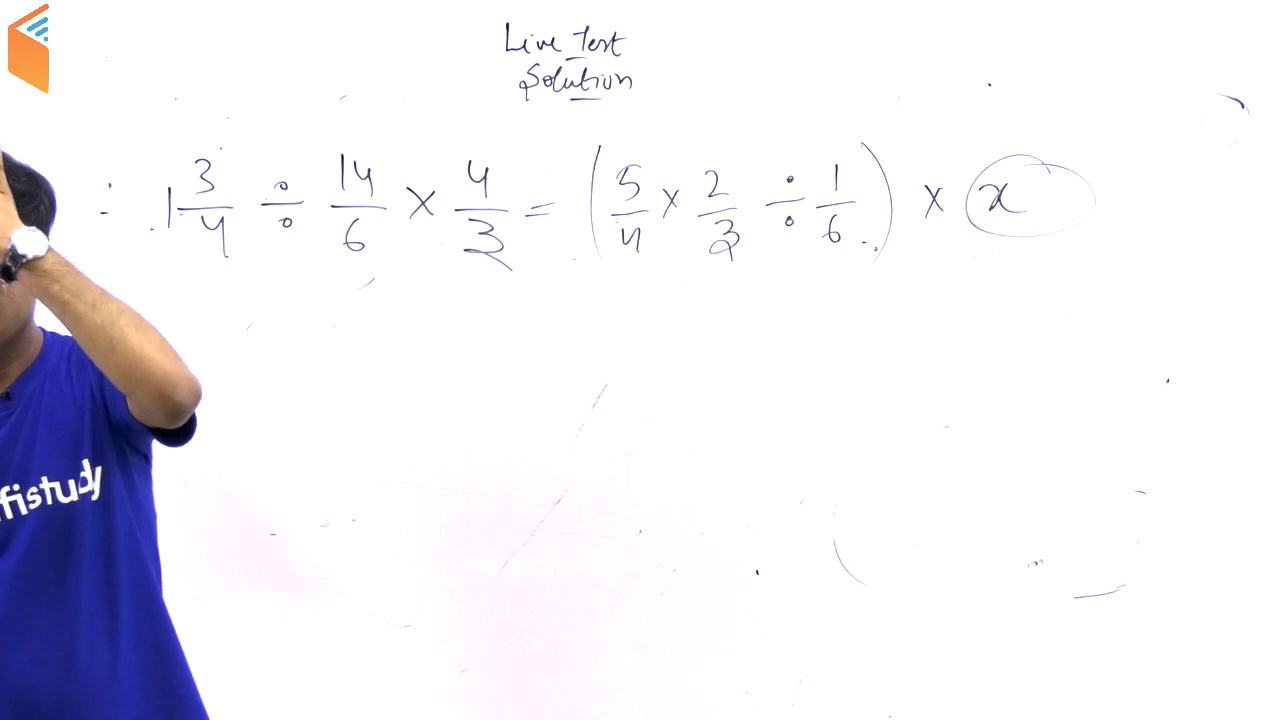 Live Test
Solution
∴ 1 3/4 ÷ 14/6 × 4/3 = (5/4 × 2/3 ÷ 1/6) × x
fistudy